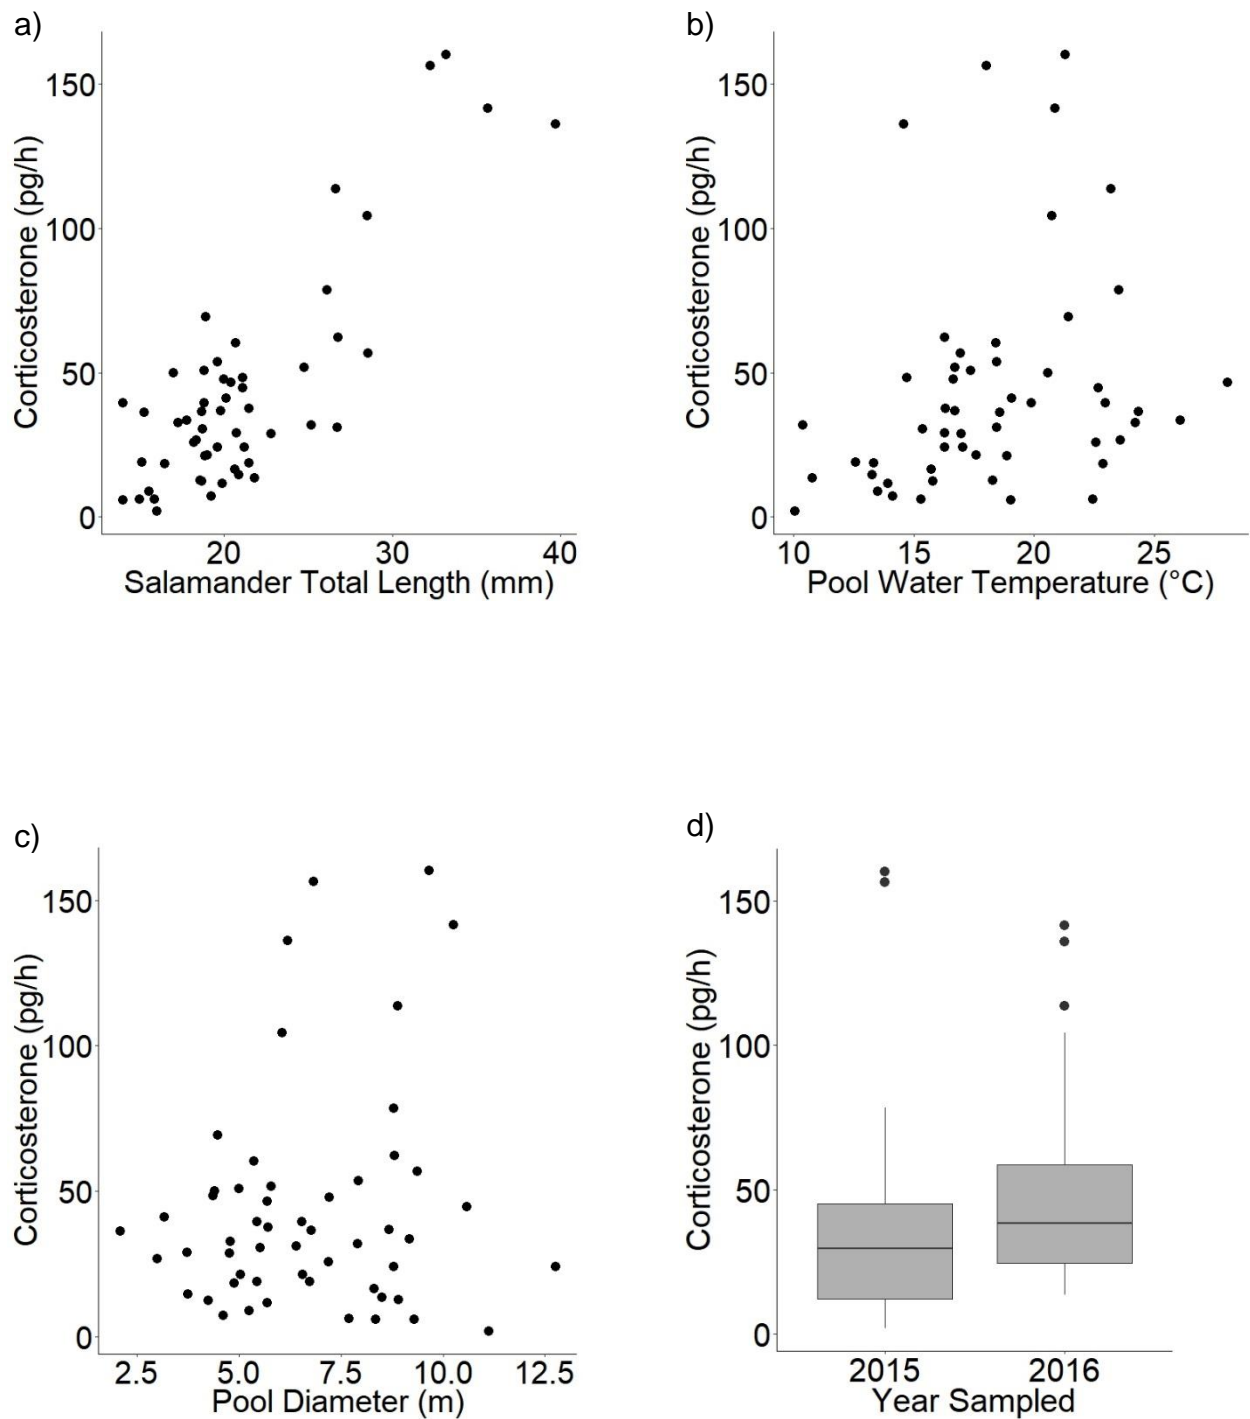 a)
Corticosterone (pg/h)
150
100
50
0
20 30 40
Salamander Total Length (mm)
b)
Corticosterone (pg/h)
150
100
50
0
10 15 20 25
Pool Water Temperature (°C)
c)
Corticosterone (pg/h)
150
100
50
0
2.5 5.0 7.5 10.0 12.5
Pool Diameter (m)
d)
Corticosterone (pg/h)
150
100
50
0
2015 2016
Year Sampled